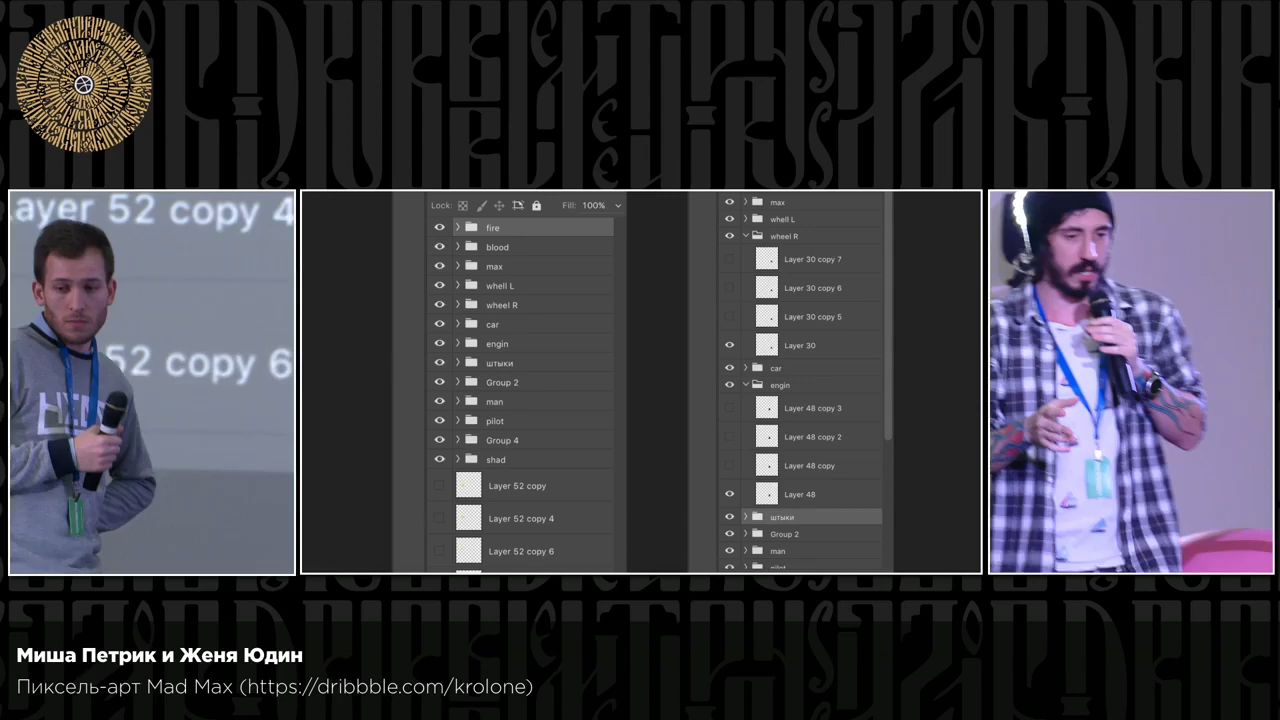 ayer 52 copy 4
52 copy 6
Lock:
Fill: 100%
fire
blood
max
whell L
wheel R
car
engin
штыки
Group 2
man
pilot
Group 4
shad
Layer 52 copy
Layer 52 copy 4
Layer 52 copy 6
max
whell L
wheel R
Layer 30 copy 7
Layer 30 copy 6
Layer 30 copy 5
Layer 30
car
engin
Layer 48 copy 3
Layer 48 copy 2
Layer 48 copy
Layer 48
штыки
Group 2
man
pilot
Миша Петрик и Женя Юдин
Пиксель-арт Mad Max (https://dribbble.com/krolone)